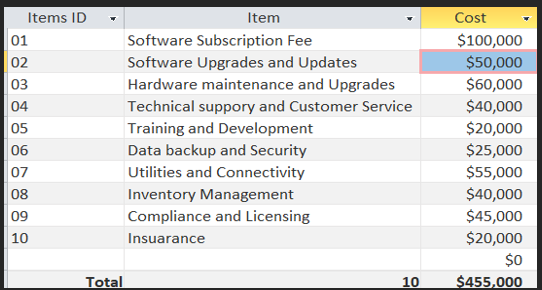 Items ID Item Cost
01 Software Subscription Fee $100,000
02 Software Upgrades and Updates $50,000
03 Hardware maintenance and Upgrades $60,000
04 Technical suppory and Customer Service $40,000
05 Training and Development $20,000
06 Data backup and Security $25,000
07 Utilities and Connectivity $55,000
08 Inventory Management $40,000
09 Compliance and Licensing $45,000
10 Insuarance $20,000
$0
Total 10 $455,000